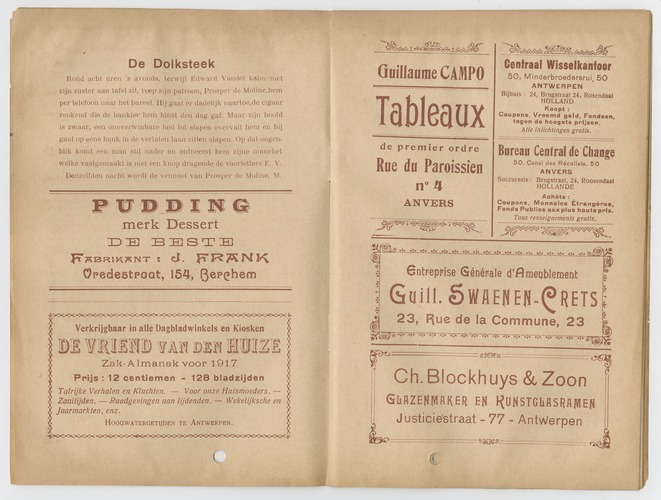 De Dolksteek
Rond acht uren 's avonds, terwijl Edward Vandel kalm met
zijn zuster aan tafel zit, roep zijn patroon, Prosper de Moline, hem
per telefoon naar het bureel. Hij gaat er dadelijk naartoe, de cigaar
rookend die de bankier hem hinst den dag gaf. Maar zijn hoofd
is zwaar, een onoverwinbare lust tot slapen overvalt hem en hij
gaat op eene bank in de verlaten laan zitten slapen. Op dat oogen-
blik komt een man stil nader en ontneemt hem zijne manchet
welke vastgemaakt is met een knop dragende de voorletters E. V.
Denzelfden nacht wordt de vennoot van Prosper de Moline, M.
PUDDING
merk Dessert
DE BESTE
FABRIKANT : J. FRANK
Vredestraat, 154, Berchem
Verkrijgbaar in alle Dagbladwinkels en Kiosken
DE VRIEND VAN DEN HUIZE
Zak-Almanak voor 1917
Prijs : 12 centiemen - 128 bladzijden
Talrijke Verhalen en Kluchten. — Voor onze Huismoeders. —
Zaaitijden. — Raadgevingen aan lijdenden. — Wekelijksche en
Jaarmarkten, enz.
HOOGWATERGETIJDEN TE ANTWERPEN.
Guillaume CAMPO
Tableaux
de premier ordre
Rue du Paroissien
n° 4
ANVERS
Centraal Wisselkantoor
50, Minderbroedersrui, 50
ANTWERPEN
Bijhuis : 24, Brugstraat 24, Rosendaal
HOLLAND
Koopt :
Coupons, Vreemd geld, Fondsen,
tegen de hoogste prijzen.
Alle inlichtingen gratis.
Bureau Central de Change
50, Canal des Récollets, 50
ANVERS
Succursale : Brugstraat, 24, Roosendaal
HOLLANDE
Achète :
Coupons, Monnaies Étrangères,
Fonds Publics aux plus hauts prix.
Tous renseignements gratis.
Entreprise Générale d'Ameublement
Guill. SWAENEN-CRETS
23, Rue de la Commune, 23
Ch. Blockhuys & Zoon
GLAZENMAKER EN KUNSTGLASRAMEN
Justiciestraat - 77 - Antwerpen